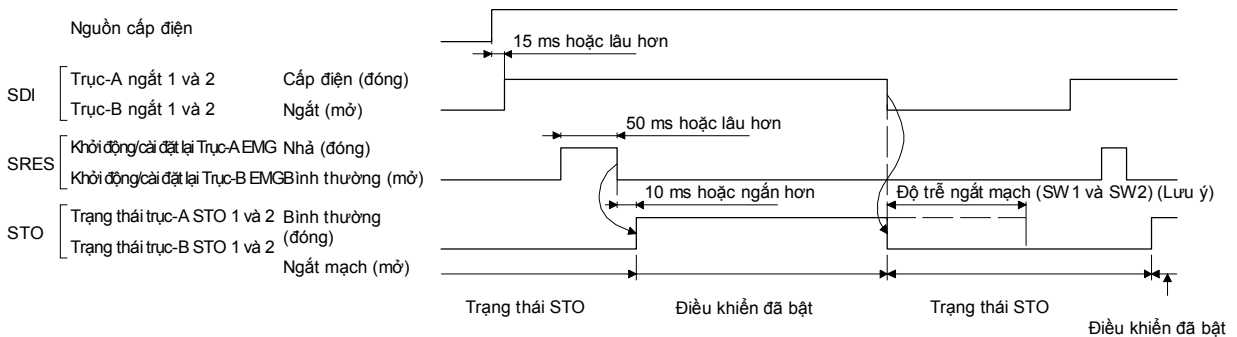 Nguồn cấp điện
15 ms hoặc lâu hơn
SDI
Trục-A ngắt 1 và 2 Cấp điện (đóng)
Trục-B ngắt 1 và 2 Ngắt (mở)
50 ms hoặc lâu hơn
SRES
Khởi động/cài đặt lại Trục-A EMG Nhả (đóng)
Khởi động/cài đặt lại Trục-B EMG Bình thường (mở)
10 ms hoặc ngắn hơn
Độ trễ ngắt mạch (SW1 và SW2) (Lưu ý)
STO
Trạng thái trục-A STO 1 và 2 Bình thường
(đóng)
Trạng thái trục-B STO 1 và 2
Ngắt mạch (mở)
Trạng thái STO
Điều khiển đã bật
Trạng thái STO
Điều khiển đã bật